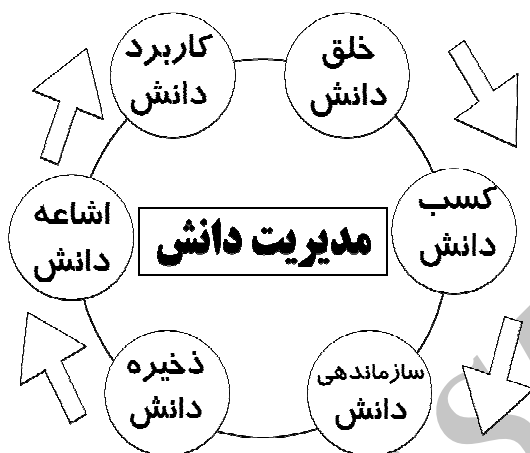 خلق
دانش
کسب
دانش
سازماندهی
دانش
ذخیره
دانش
اشاعه
دانش
کاربرد
دانش
مدیریت دانش